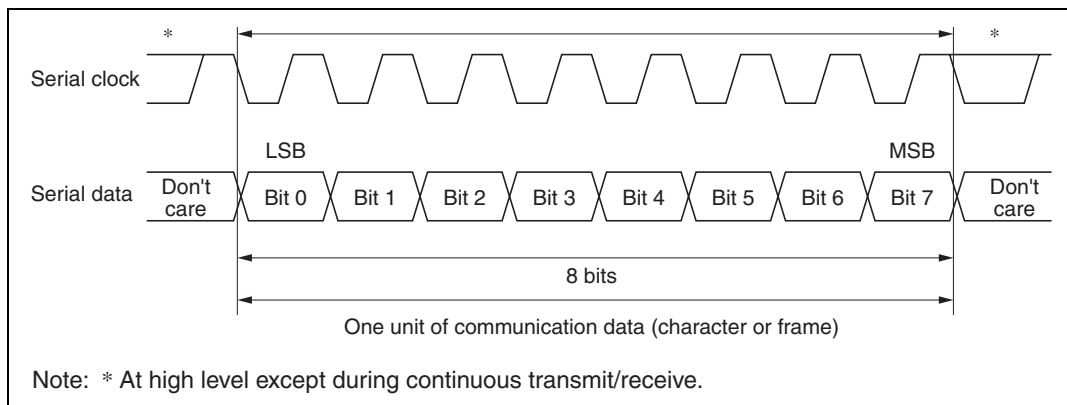 * *
Serial clock
LSB MSB
Serial data Don't care Bit 0 Bit 1 Bit 2 Bit 3 Bit 4 Bit 5 Bit 6 Bit 7 Don't care
8 bits
One unit of communication data (character or frame)
Note: * At high level except during continuous transmit/receive.